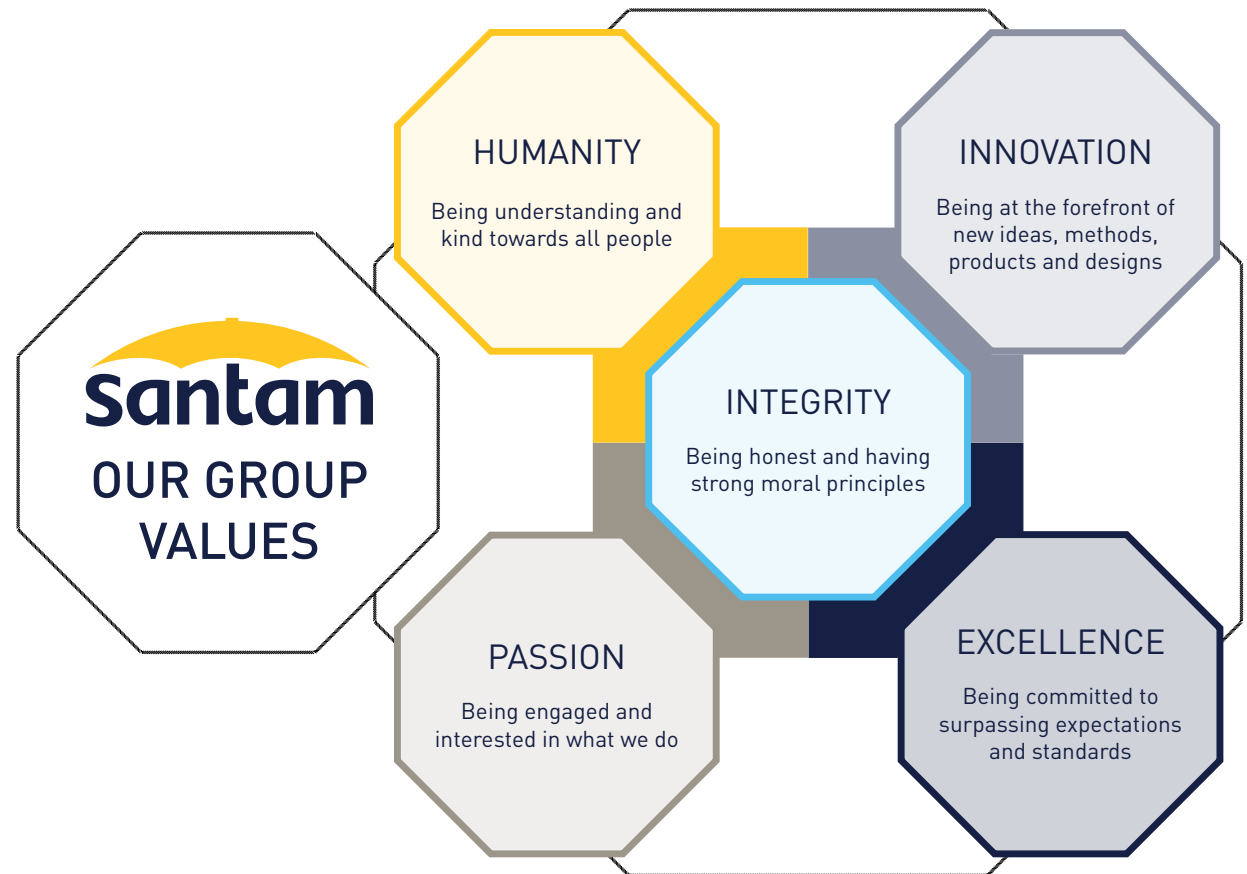 santam
OUR GROUP
VALUES
HUMANITY
Being understanding and
kind towards all people
INNOVATION
Being at the forefront of
new ideas, methods,
products and designs
INTEGRITY
Being honest and having
strong moral principles
PASSION
Being engaged and
interested in what we do
EXCELLENCE
Being committed to
surpassing expectations
and standards